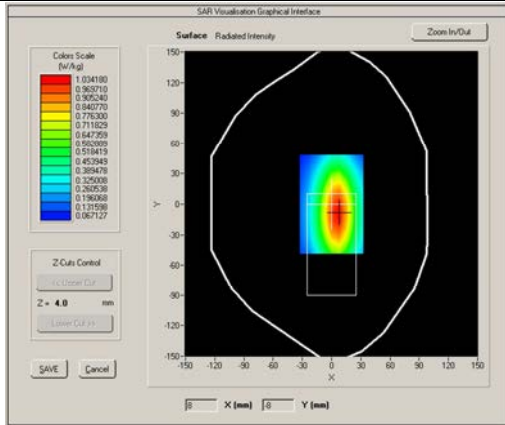 SAR Visualisation Graphical Interface
Surface Radiated Intensity
Zoom In/Out
Colors Scale
(W/kg)
1.034180
0.969710
0.905240
0.840770
0.776300
0.711829
0.647359
0.582889
0.518419
0.453949
0.389478
0.325008
0.260538
0.196068
0.131598
0.067127
Z-Cuts Control
<< Upper Cut
Z = 4.0 mm
Lower Cut >>
SAVE Cancel
150
120
90
60
30
0
-30
-60
-90
-120
-150
Y
-150 -120 -90 -60 -30 0 30 60 90 120 150
X
8 X (mm) -8 Y (mm)